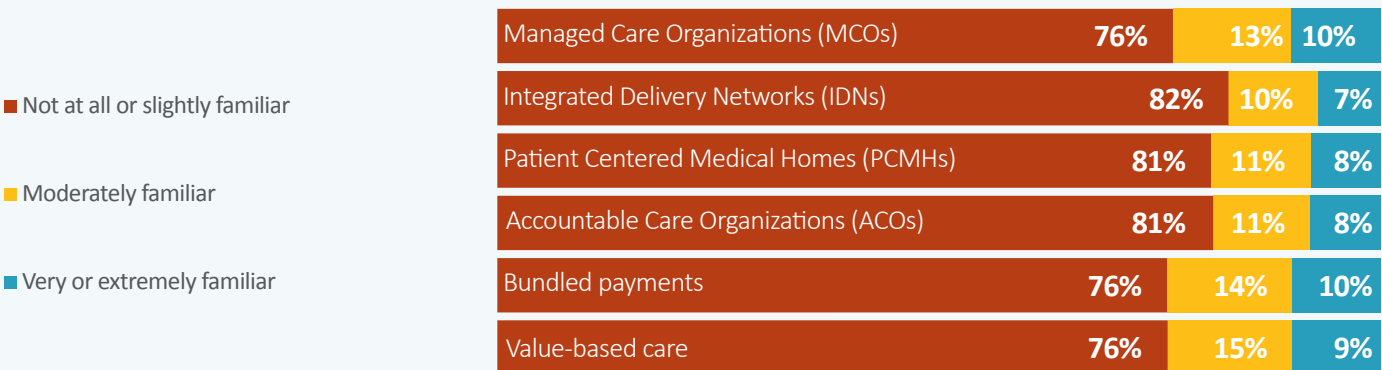 Not at all or slightly familiar
Moderately familiar
Very or extremely familiar
Managed Care Organizations (MCOs) 76% 13% 10%
Integrated Delivery Networks (IDNs) 82% 10% 7%
Patient Centered Medical Homes (PCMHs) 81% 11% 8%
Accountable Care Organizations (ACOs) 81% 11% 8%
Bundled payments 76% 14% 10%
Value-based care 76% 15% 9%